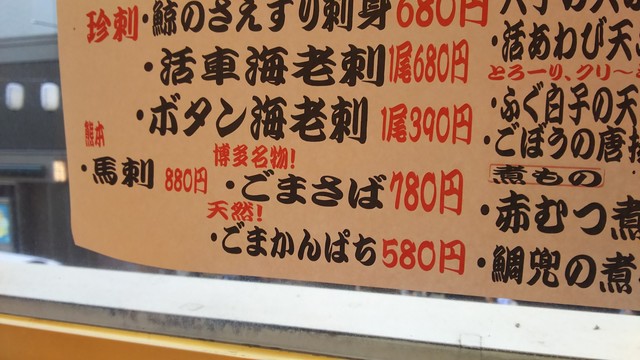 珍刺
・鯨のさえずり刺身 680円
・活車海老刺 1尾680円
・ボタン海老刺 1尾390円
熊本
・馬刺 880円
博多名物!
・ごまさば 780円
天然!
・ごまかんぱち 580円
・活あわび天
とろーり、クリ〜
・ふぐ白子の天
・ごぼうの唐揚
煮もの
・赤むつ煮
・鯛兜の煮